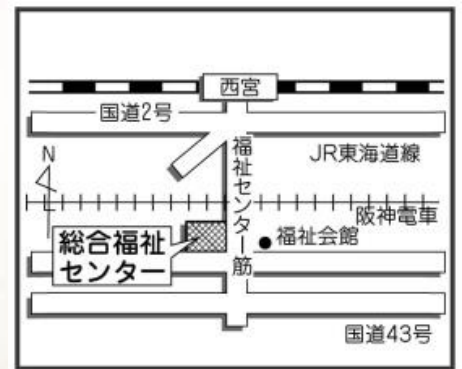 西宮
国道2号
JR東海道線
N
福祉センター筋
阪神電車
福祉会館
総合福祉
センター
国道43号